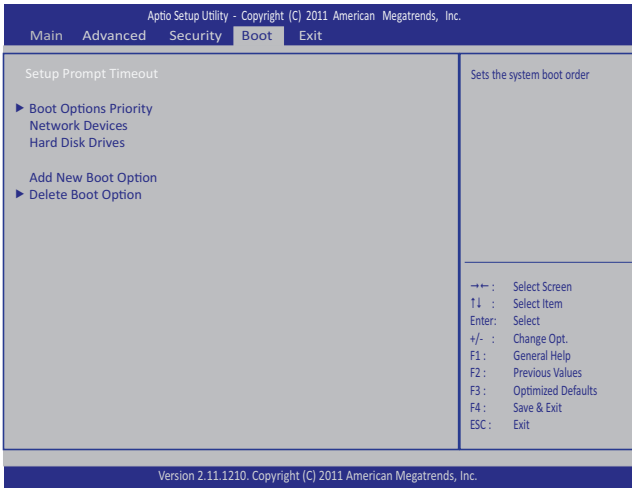 Aptio Setup Utility - Copyright (C) 2011 American Megatrends, Inc.
Main Advanced Security Boot Exit
Setup Prompt Timeout
▶ Boot Options Priority
Network Devices
Hard Disk Drives
Add New Boot Option
▶ Delete Boot Option
Sets the system boot order
→← : Select Screen
↑↓ : Select Item
Enter: Select
+/- : Change Opt.
F1 : General Help
F2 : Previous Values
F3 : Optimized Defaults
F4 : Save & Exit
ESC : Exit
Version 2.11.1210. Copyright (C) 2011 American Megatrends, Inc.